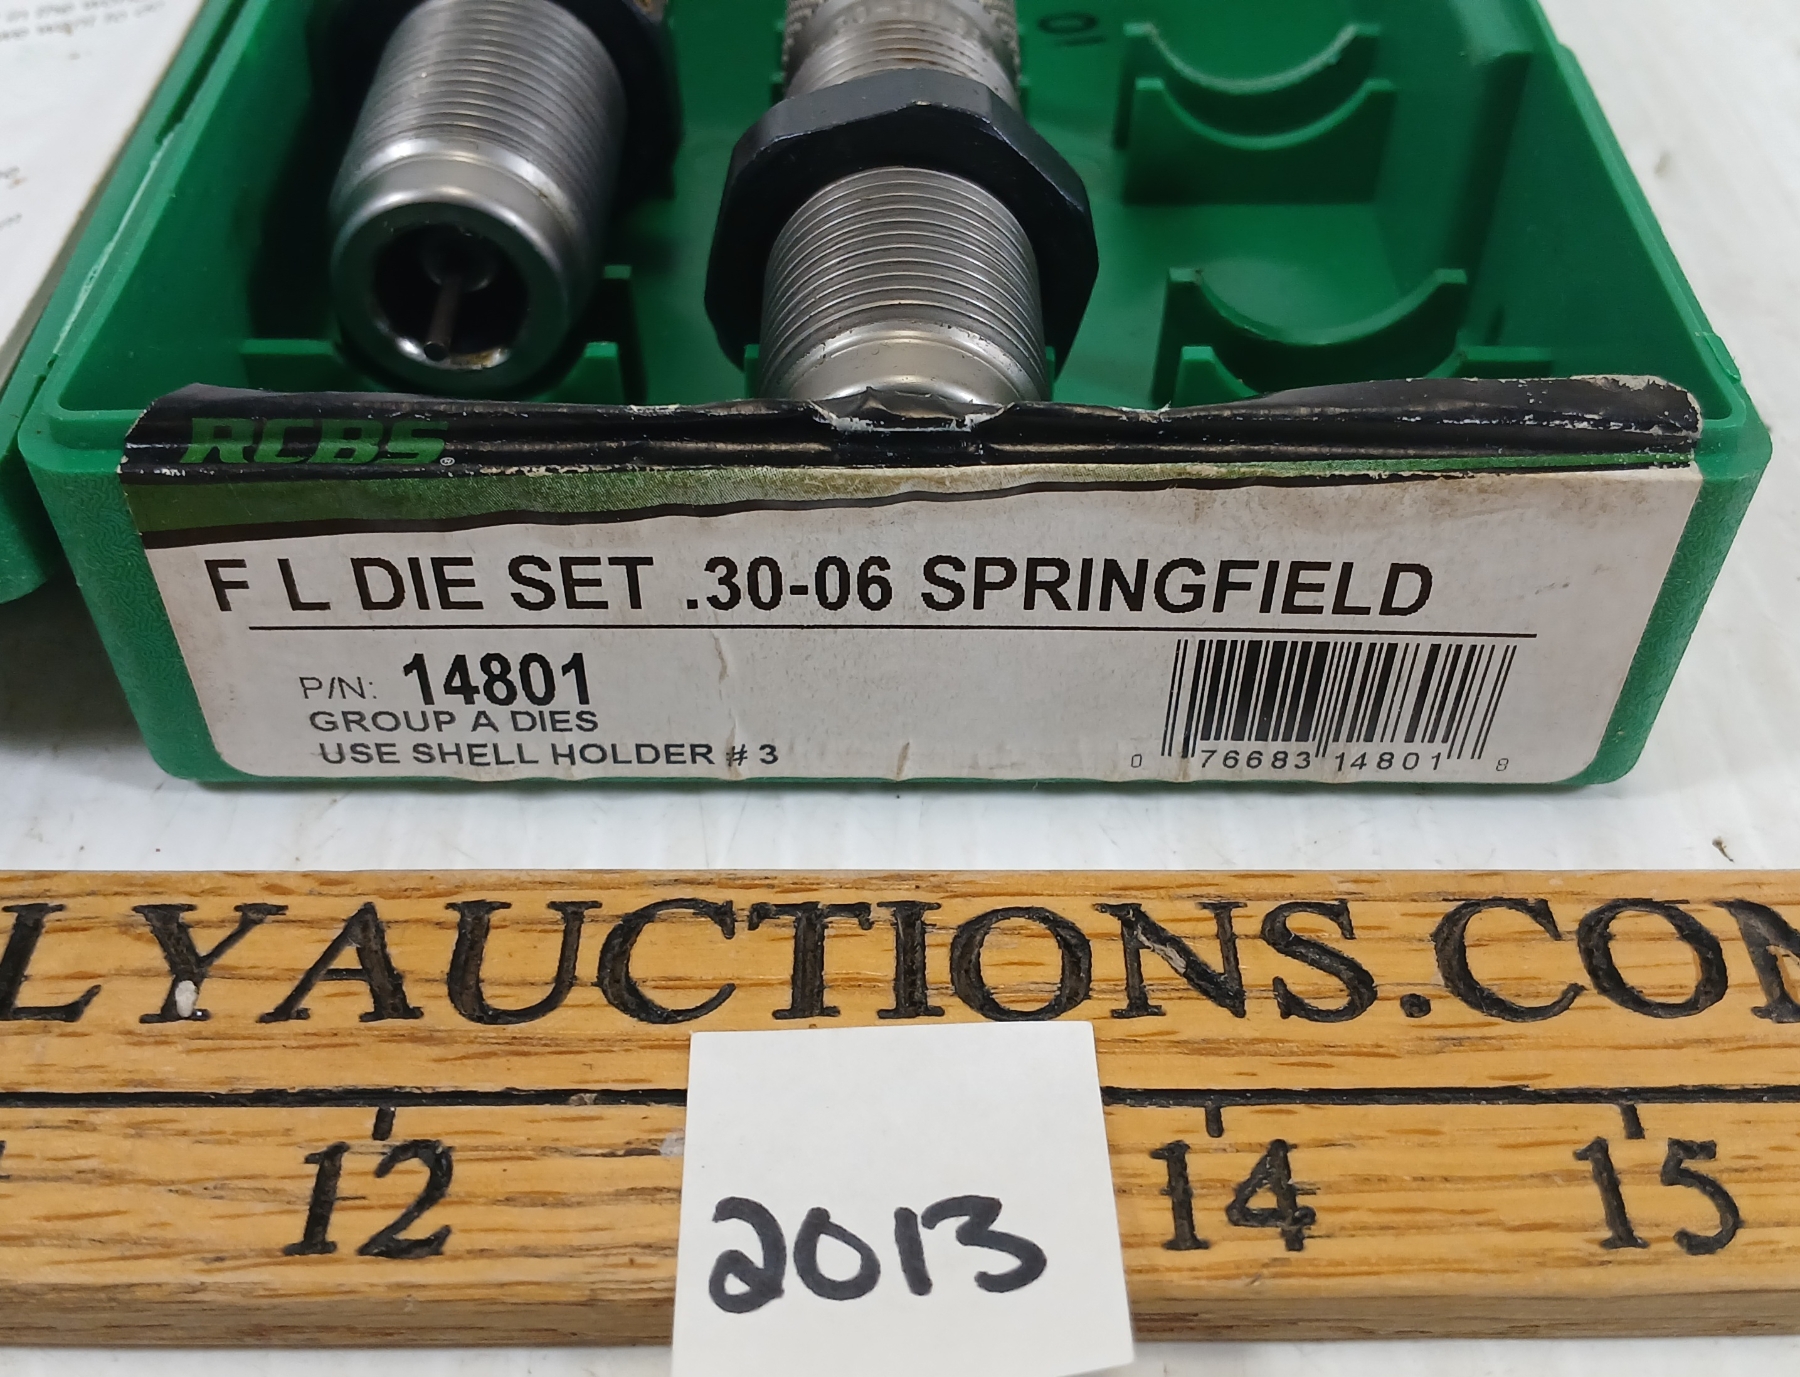 RCBS®
F L DIE SET .30-06 SPRINGFIELD
P/N: 14801
GROUP A DIES
USE SHELL HOLDER # 3
0 76683 14801 8
LYAUCTIONS.COM
12 14 15
2013